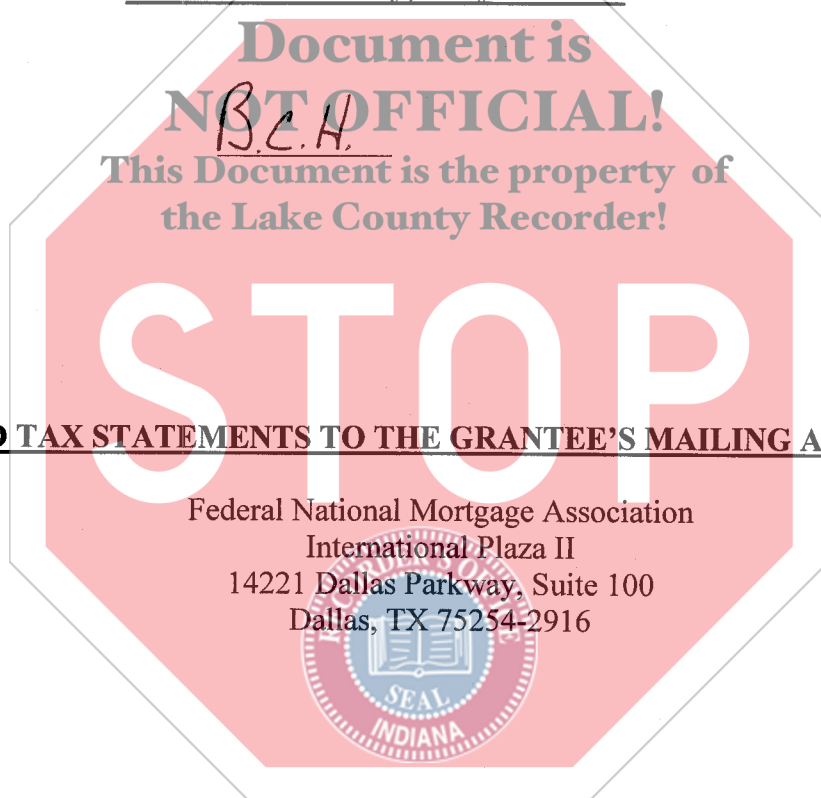 Document is
NOT OFFICIAL!
B.C.H.
This Document is the property of
the Lake County Recorder!
STOP
TAX STATEMENTS TO THE GRANTEE'S MAILING
Federal National Mortgage Association
International Plaza II
14221 Dallas Parkway, Suite 100
Dallas, TX 75254-2916
RECORDER'S OFFICE
SEAL
INDIANA